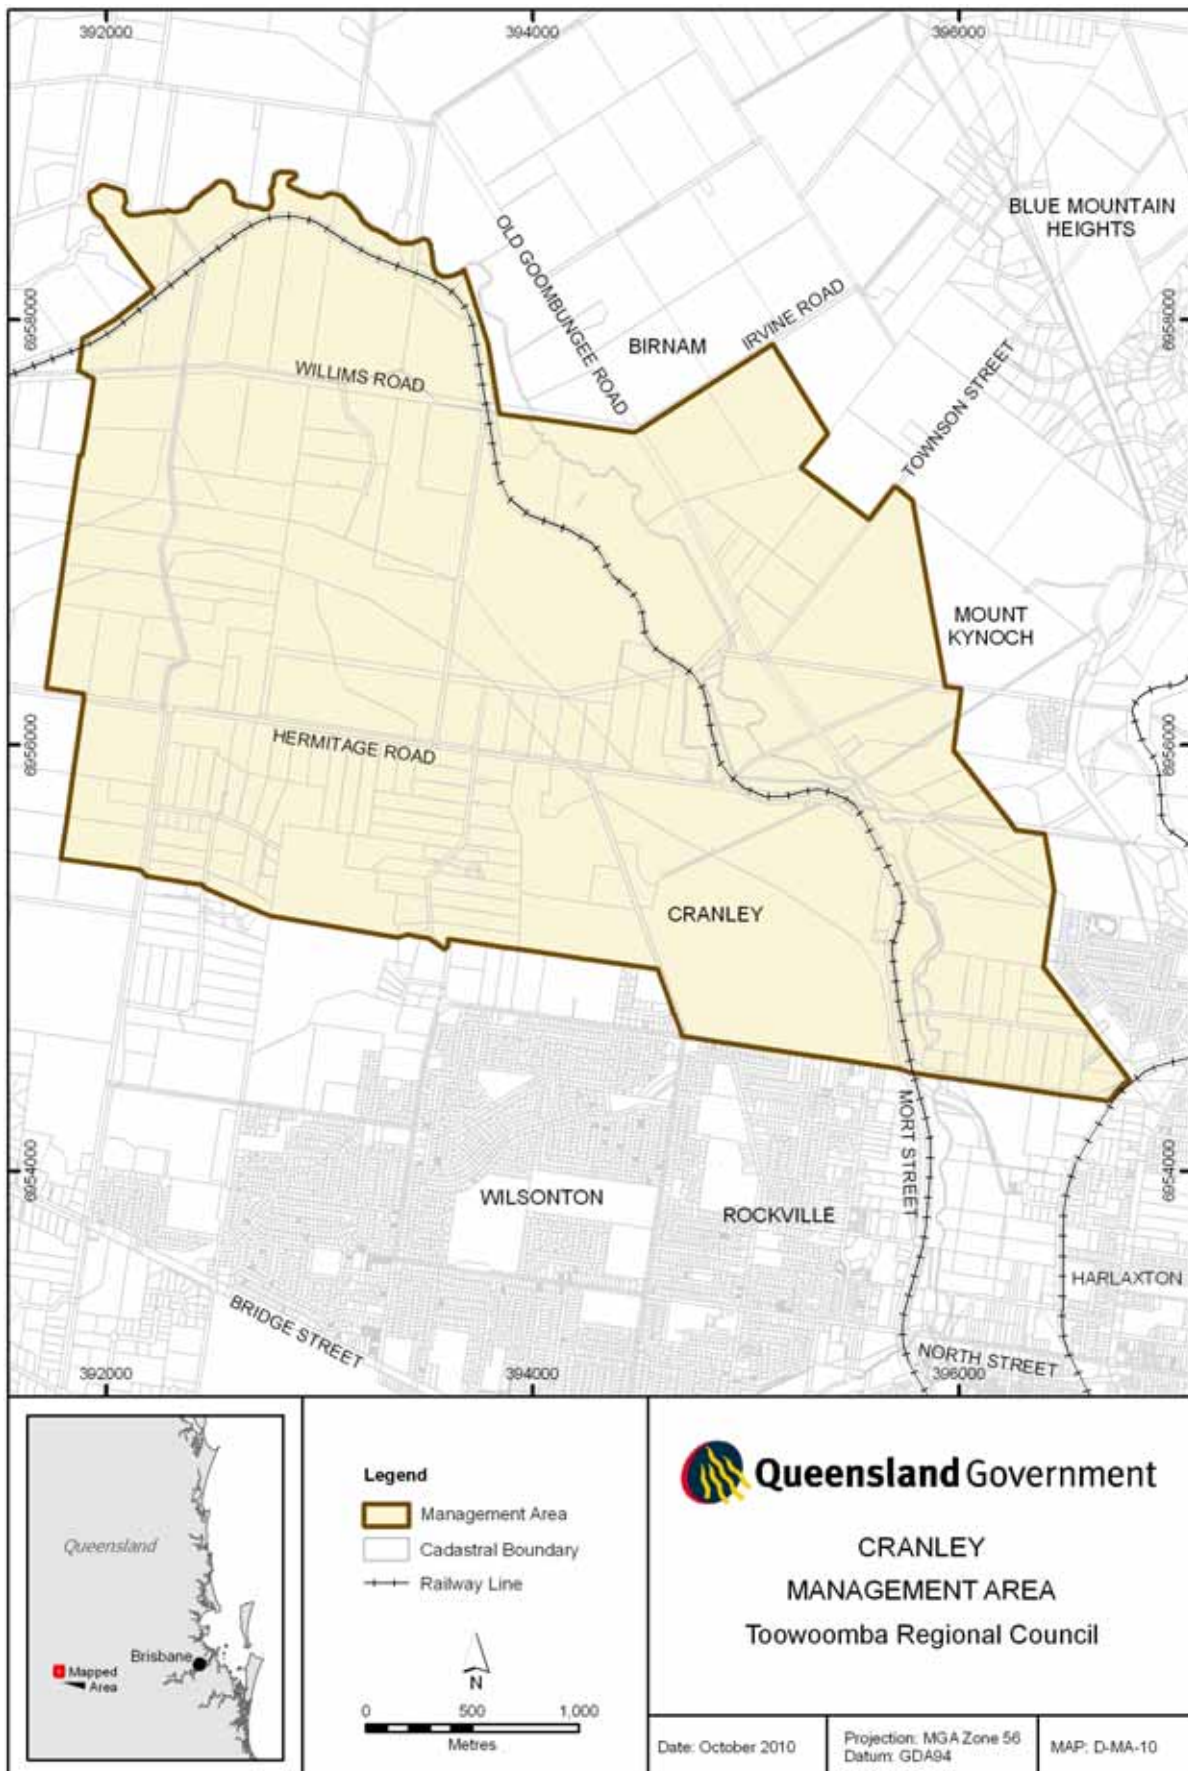 392000
394000
396000
BLUE MOUNTAIN
HEIGHTS
OLD GOOMBUNGEE ROAD
6958000
6958000
IRVINE ROAD
BIRNAM
WILLIMS ROAD
TOWNSON STREET
MOUNT
KYNOCH
6956000
6956000
HERMITAGE ROAD
CRANLEY
MORT STREET
6954000
6954000
WILSONTON
ROCKVILLE
HARLAXTON
BRIDGE STREET
NORTH STREET
392000
394000
396000
Queensland
Brisbane
Mapped
Area
Legend
Management Area
Cadastral Boundary
Railway Line
N
0 500 1,000
Metres
Queensland Government
CRANLEY
MANAGEMENT AREA
Toowoomba Regional Council
Date: October 2010
Projection: MGA Zone 56
Datum: GDA94
MAP: D-MA-10